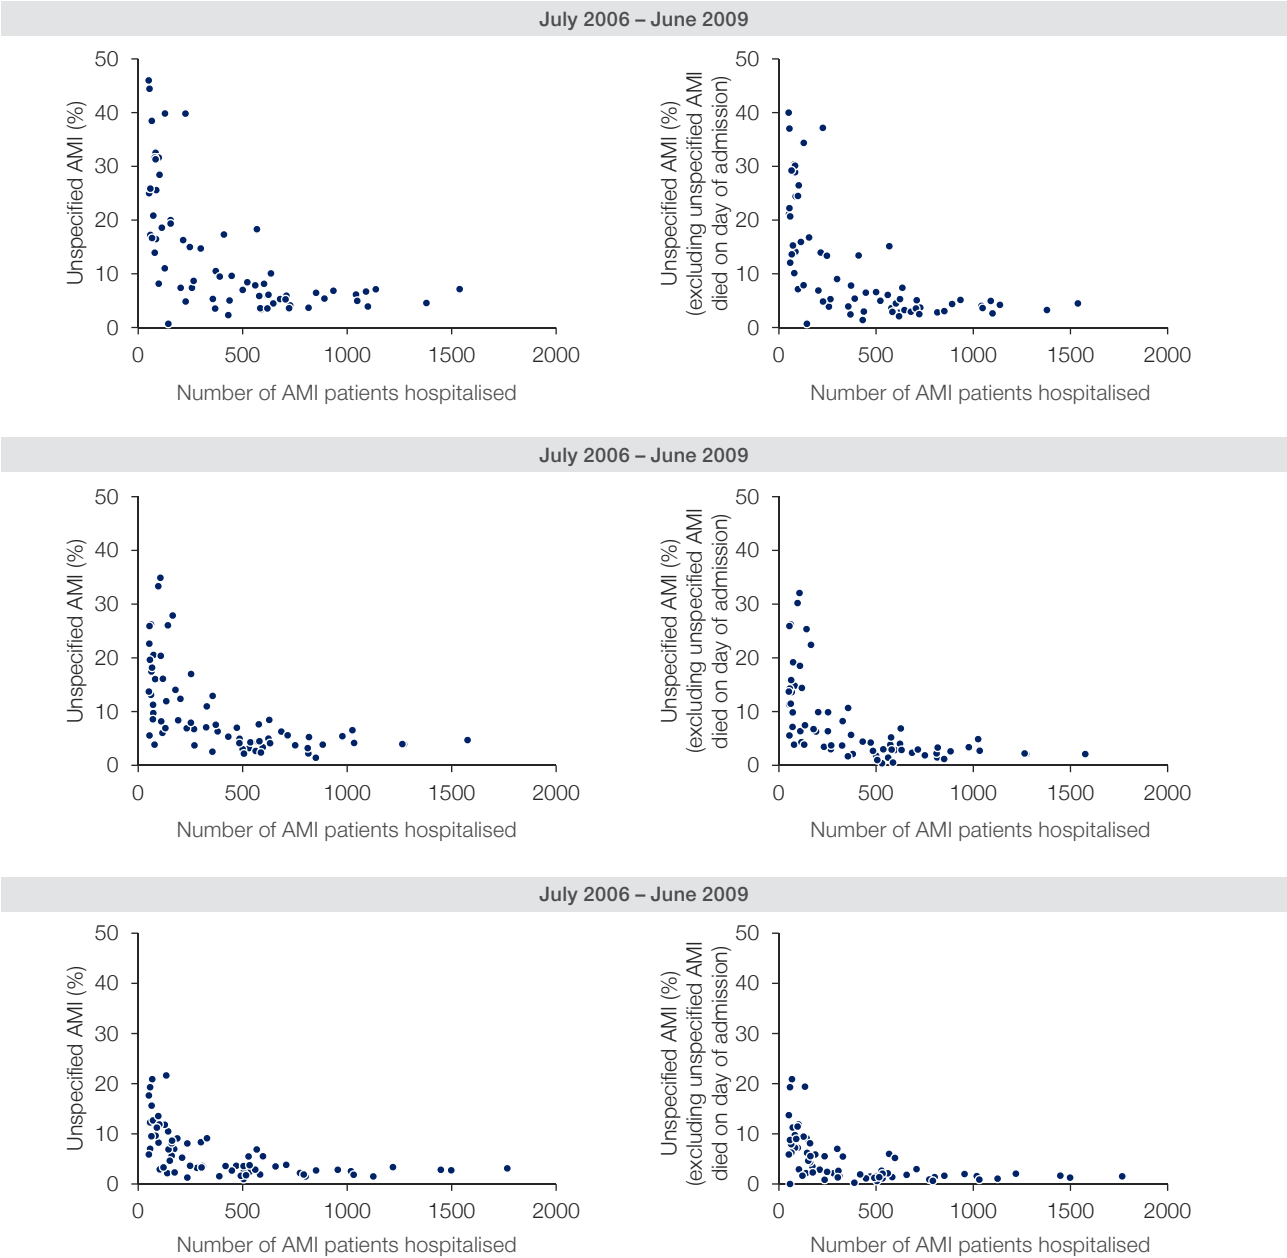 July 2006 – June 2009
Unspecified AMI (%)
50
40
30
20
10
0
0 500 1000 1500 2000
Number of AMI patients hospitalised
Unspecified AMI (%)
(excluding unspecified AMI
died on day of admission)
50
40
30
20
10
0
0 500 1000 1500 2000
Number of AMI patients hospitalised
July 2006 – June 2009
Unspecified AMI (%)
50
40
30
20
10
0
0 500 1000 1500 2000
Number of AMI patients hospitalised
Unspecified AMI (%)
(excluding unspecified AMI
died on day of admission)
50
40
30
20
10
0
0 500 1000 1500 2000
Number of AMI patients hospitalised
July 2006 – June 2009
Unspecified AMI (%)
50
40
30
20
10
0
0 500 1000 1500 2000
Number of AMI patients hospitalised
Unspecified AMI (%)
(excluding unspecified AMI
died on day of admission)
50
40
30
20
10
0
0 500 1000 1500 2000
Number of AMI patients hospitalised